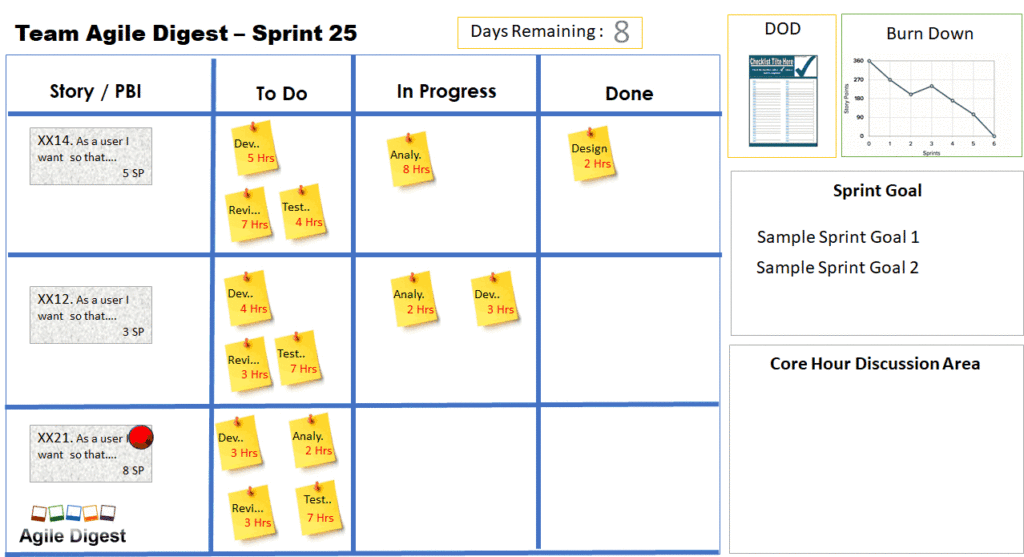 Team Agile Digest – Sprint 25
Days Remaining : 8
Story / PBI
To Do
In Progress
Done
XX14. As a user I
want so that....
5 SP
Dev..
5 Hrs
Revi...
7 Hrs
Test..
4 Hrs
Analy.
8 Hrs
Design
2 Hrs
XX12. As a user I
want so that....
3 SP
Dev..
4 Hrs
Revi...
3 Hrs
Test..
7 Hrs
Analy.
2 Hrs
Dev..
3 Hrs
XX21. As a user I
want so that....
8 SP
Dev..
3 Hrs
Analy.
2 Hrs
Revi...
3 Hrs
Test..
7 Hrs
Agile Digest
DOD
Checklist Title Here
Burn Down
Story Points
360
270
180
90
0
0 1 2 3 4 5 6
Sprints
Sprint Goal
Sample Sprint Goal 1
Sample Sprint Goal 2
Core Hour Discussion Area